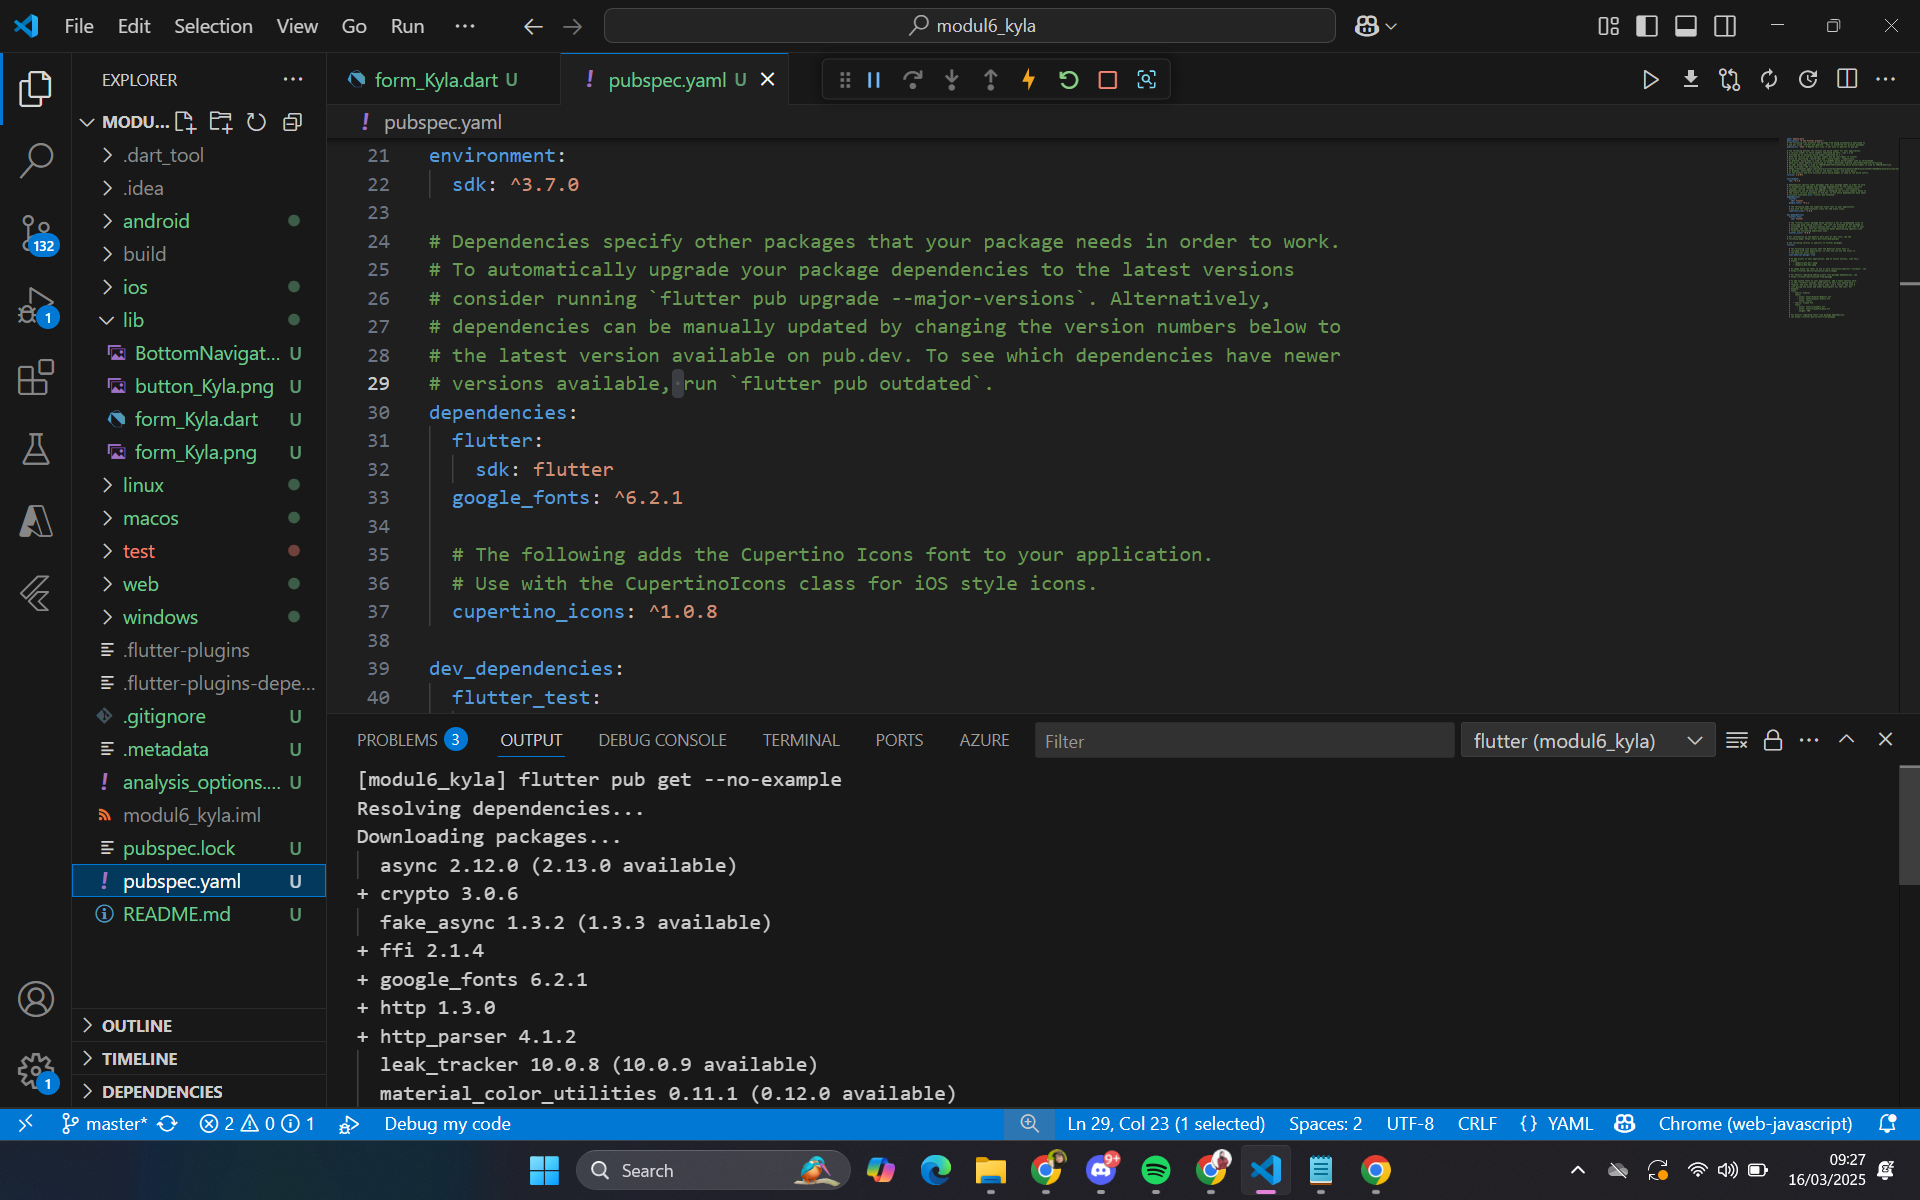 File Edit Selection View Go Run ··· modul6_kyla
EXPLORER
form_Kyla.dart U
pubspec.yaml U
MODU...
pubspec.yaml
.dart_tool
.idea
android
build
ios
lib
BottomNavigat... U
button_Kyla.png U
form_Kyla.dart U
form_Kyla.png U
linux
macos
test
web
windows
.flutter-plugins
.flutter-plugins-depe...
.gitignore U
.metadata U
analysis_options.... U
modul6_kyla.iml
pubspec.lock U
pubspec.yaml U
README.md U
OUTLINE
TIMELINE
DEPENDENCIES
132
1
1
21 environment:
22 sdk: ^3.7.0
23
24 # Dependencies specify other packages that your package needs in order to work.
25 # To automatically upgrade your package dependencies to the latest versions
26 # consider running `flutter pub upgrade --major-versions`. Alternatively,
27 # dependencies can be manually updated by changing the version numbers below to
28 # the latest version available on pub.dev. To see which dependencies have newer
29 # versions available, run `flutter pub outdated`.
30 dependencies:
31 flutter:
32 sdk: flutter
33 google_fonts: ^6.2.1
34
35 # The following adds the Cupertino Icons font to your application.
36 # Use with the CupertinoIcons class for iOS style icons.
37 cupertino_icons: ^1.0.8
38
39 dev_dependencies:
40 flutter_test:
PROBLEMS 3 OUTPUT DEBUG CONSOLE TERMINAL PORTS AZURE Filter flutter (modul6_kyla)
[modul6_kyla] flutter pub get --no-example
Resolving dependencies...
Downloading packages...
async 2.12.0 (2.13.0 available)
+ crypto 3.0.6
fake_async 1.3.2 (1.3.3 available)
+ ffi 2.1.4
+ google_fonts 6.2.1
+ http 1.3.0
+ http_parser 4.1.2
leak_tracker 10.0.8 (10.0.9 available)
material_color_utilities 0.11.1 (0.12.0 available)
master* 2 0 1 Debug my code Ln 29, Col 23 (1 selected) Spaces: 2 UTF-8 CRLF {} YAML Chrome (web-javascript)
Search 9+ 09:27
16/03/2025